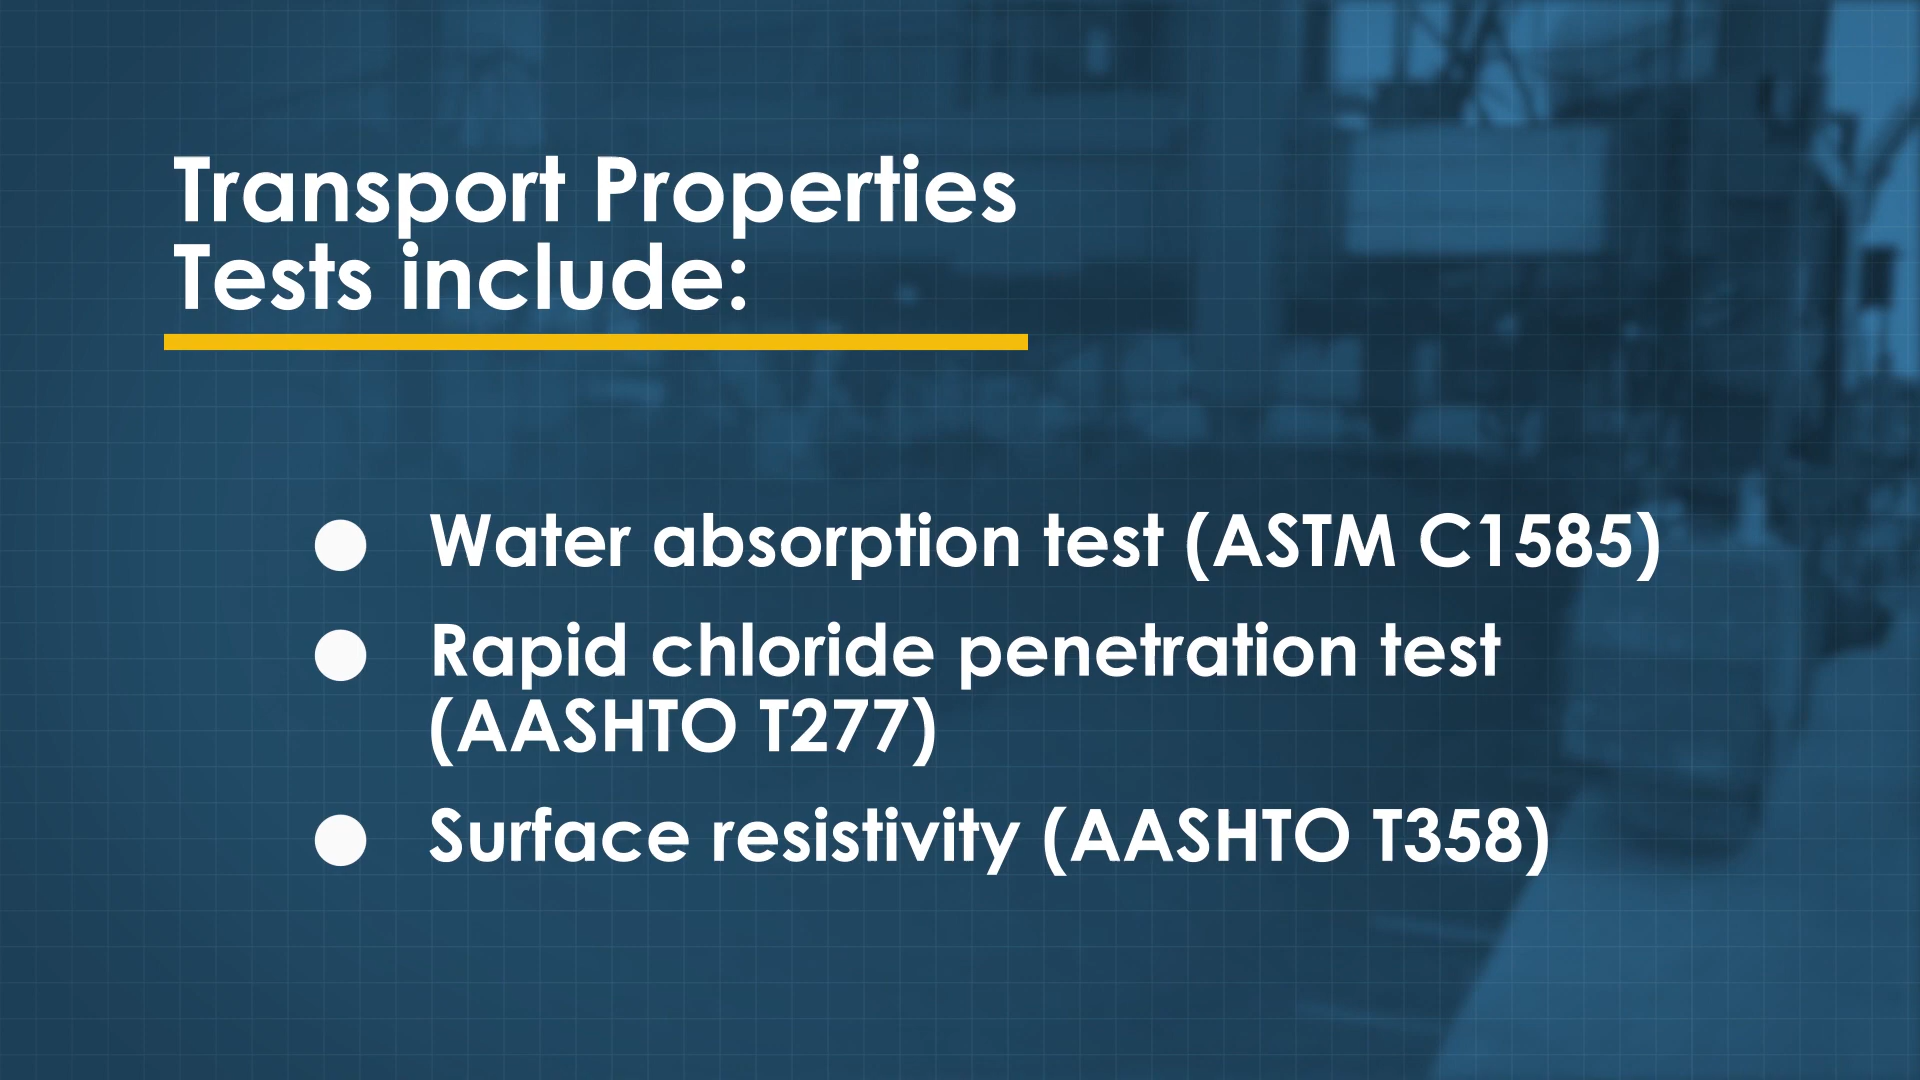 Transport Properties
Tests include:
● Water absorption test (ASTM C1585)
● Rapid chloride penetration test
(AASHTO T277)
● Surface resistivity (AASHTO T358)